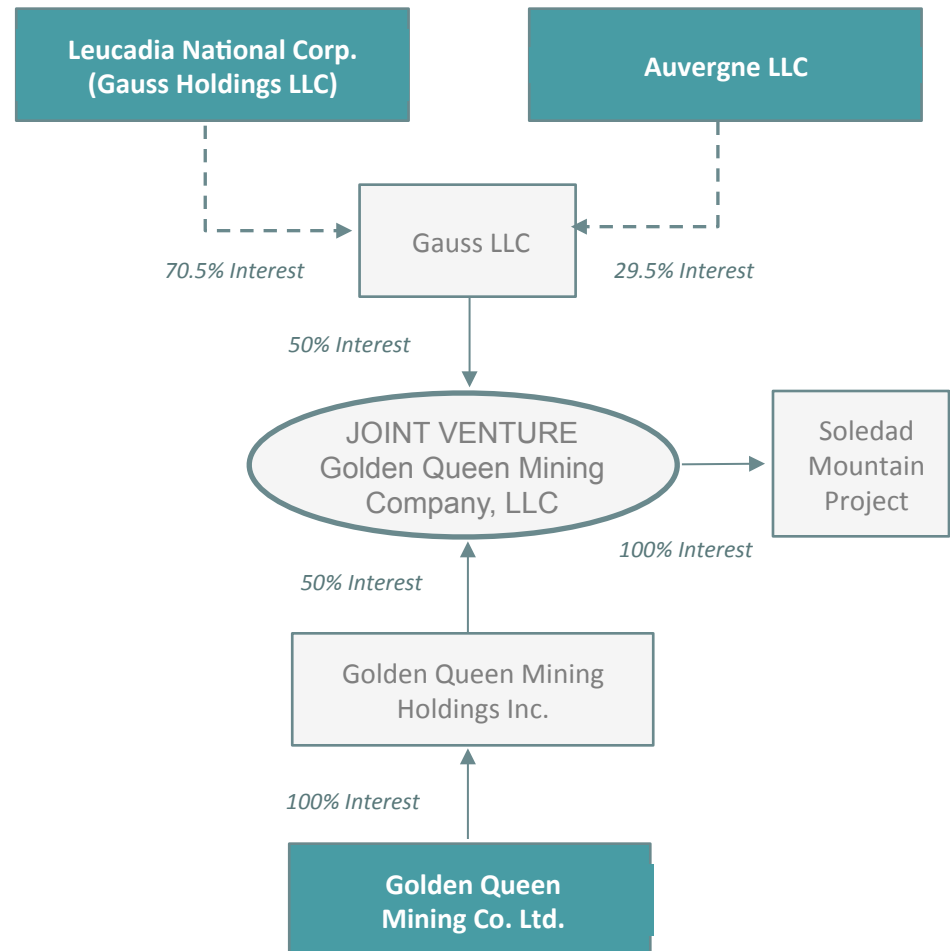 Leucadia National Corp.
(Gauss Holdings LLC)
Auvergne LLC
Gauss LLC
70.5% Interest
29.5% Interest
50% Interest
JOINT VENTURE
Golden Queen Mining
Company, LLC
Soledad
Mountain
Project
100% Interest
50% Interest
Golden Queen Mining
Holdings Inc.
100% Interest
Golden Queen
Mining Co. Ltd.